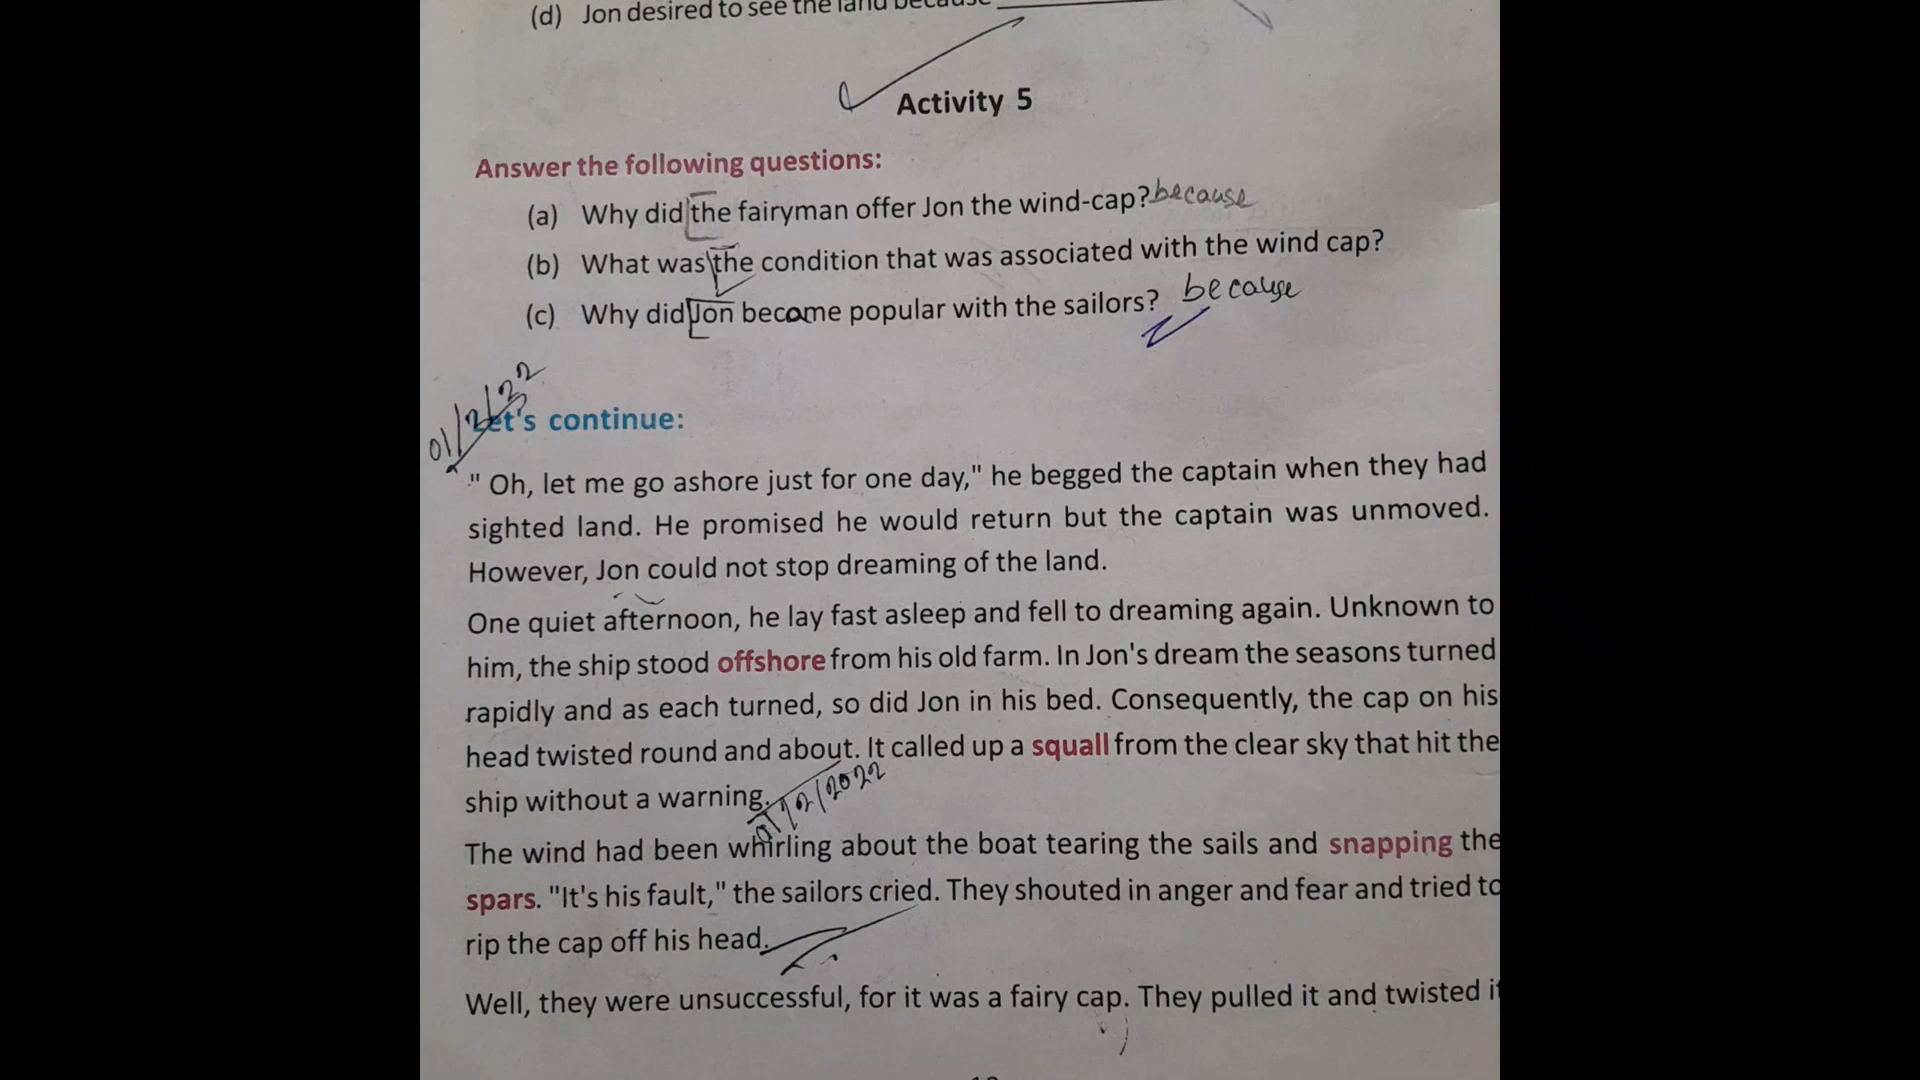 (d) Jon desired to see the land because
Activity 5
Answer the following questions:
(a) Why did the fairyman offer Jon the wind-cap? because
(b) What was the condition that was associated with the wind cap?
(c) Why did Jon became popular with the sailors? because
01/2/22
Let's continue:
" Oh, let me go ashore just for one day," he begged the captain when they had
sighted land. He promised he would return but the captain was unmoved.
However, Jon could not stop dreaming of the land.
One quiet afternoon, he lay fast asleep and fell to dreaming again. Unknown to
him, the ship stood offshore from his old farm. In Jon's dream the seasons turned
rapidly and as each turned, so did Jon in his bed. Consequently, the cap on his
head twisted round and about. It called up a squall from the clear sky that hit the
ship without a warning.
01/2/2022
The wind had been whirling about the boat tearing the sails and snapping the
spars. "It's his fault," the sailors cried. They shouted in anger and fear and tried to
rip the cap off his head.
Well, they were unsuccessful, for it was a fairy cap. They pulled it and twisted it